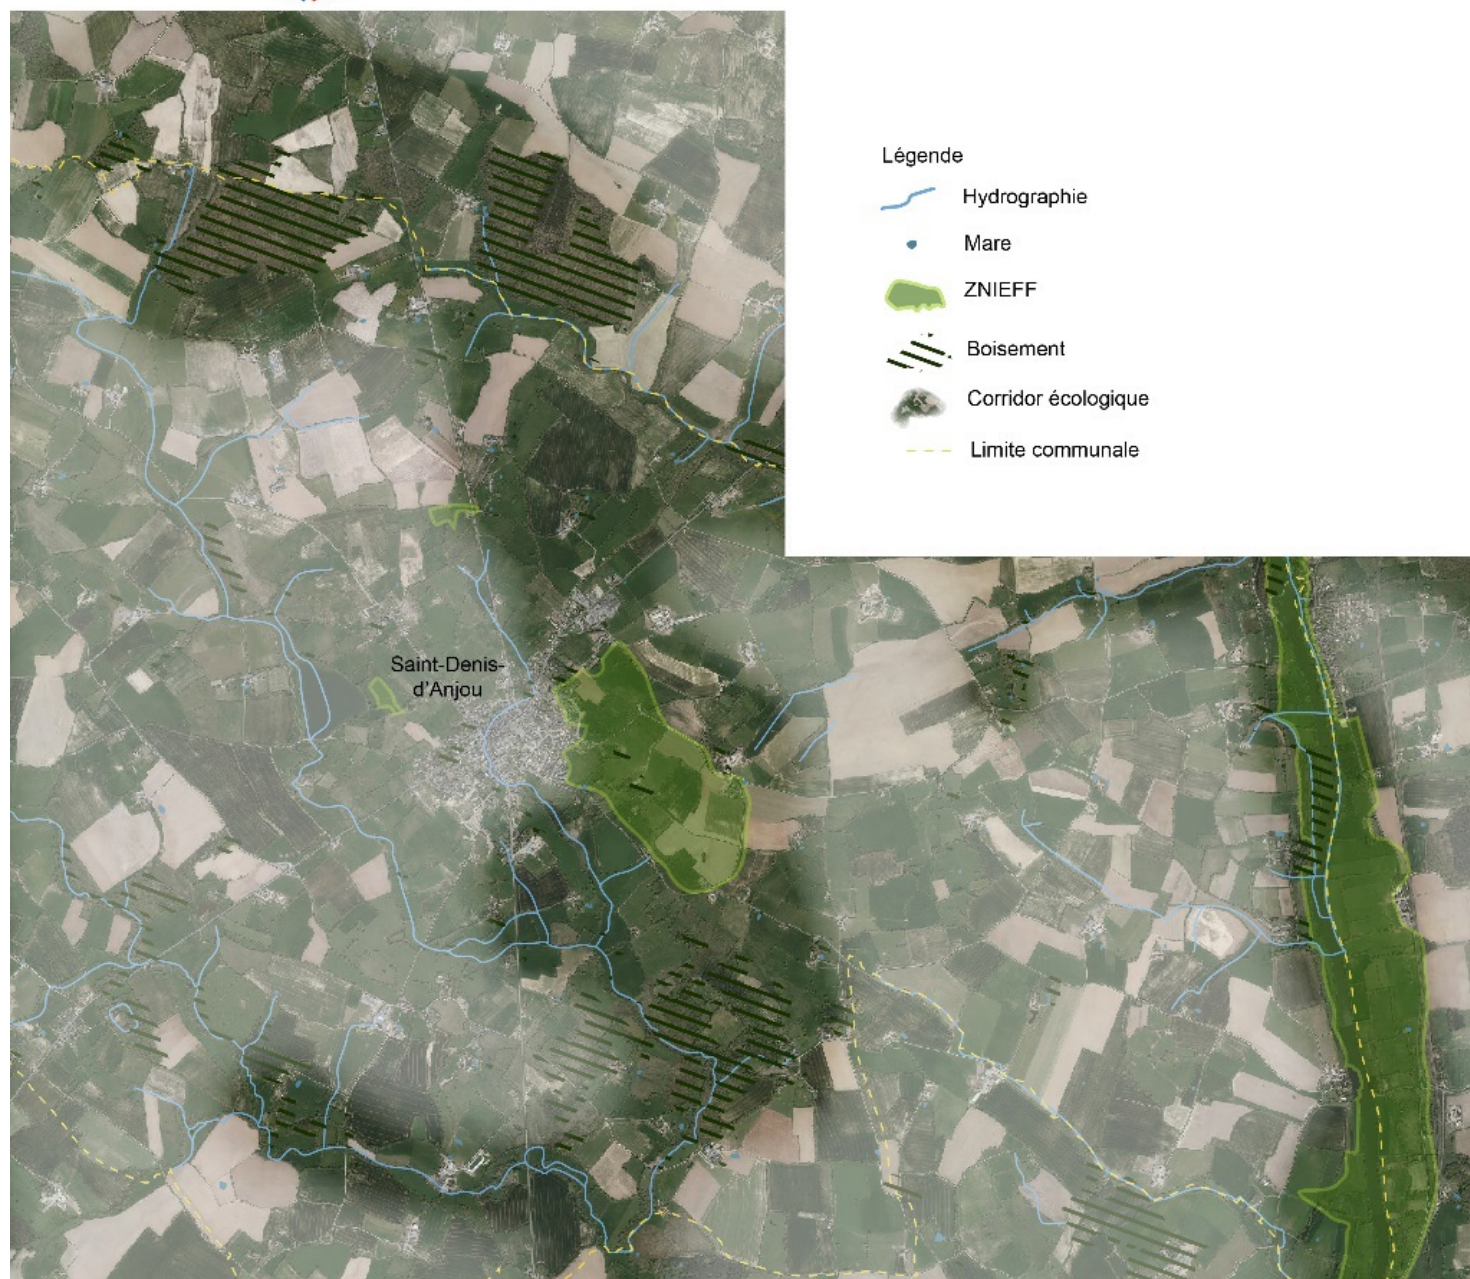 Légende
Hydrographie
Mare
ZNIEFF
Boisement
Corridor écologique
Limite communale
Saint-Denis-
d'Anjou